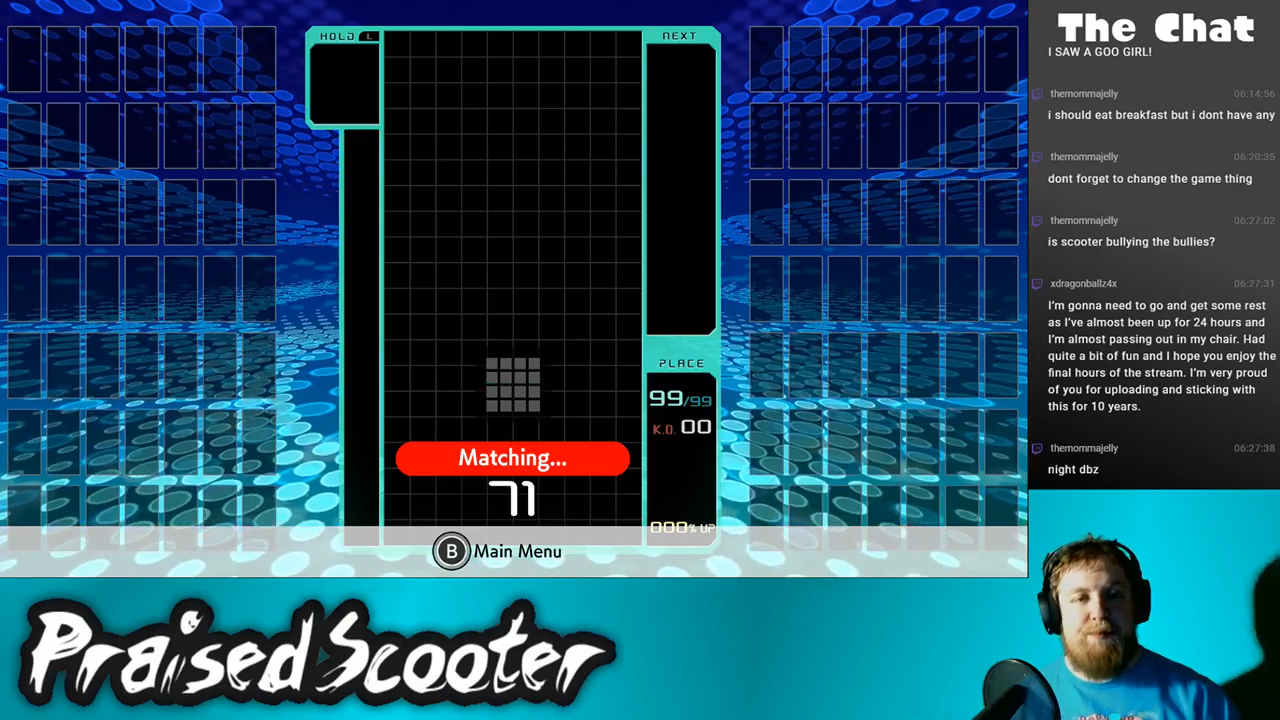 HOLD L
NEXT
PLACE
99/99
K.O. 00
000% UP
Matching...
71
B Main Menu
The Chat
I SAW A GOO GIRL!
themommajelly 06:14:56
i should eat breakfast but i dont have any
themommajelly 06:20:35
dont forget to change the game thing
themommajelly 06:27:02
is scooter bullying the bullies?
xdragonballz4x 06:27:31
I'm gonna need to go and get some rest
as I've almost been up for 24 hours and
I'm almost passing out in my chair. Had
quite a bit of fun and I hope you enjoy the
final hours of the stream. I'm very proud
of you for uploading and sticking with
this for 10 years.
themommajelly 06:27:38
night dbz
PraisedScooter